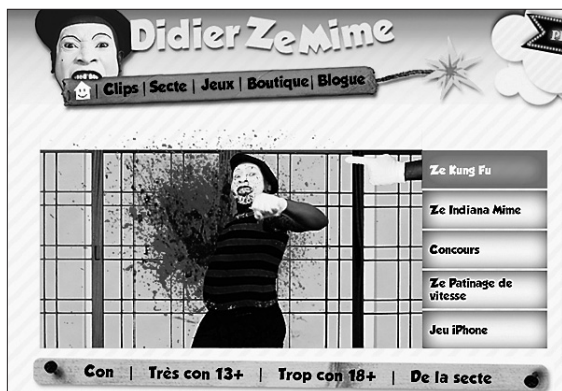 Didier ZeMime
| Clips | Secte | Jeux | Boutique | Blogue
Ze Kung Fu
Ze Indiana Mime
Concours
Ze Patinage de
vitesse
Jeu iPhone
Con | Très con 13+ | Trop con 18+ | De la secte